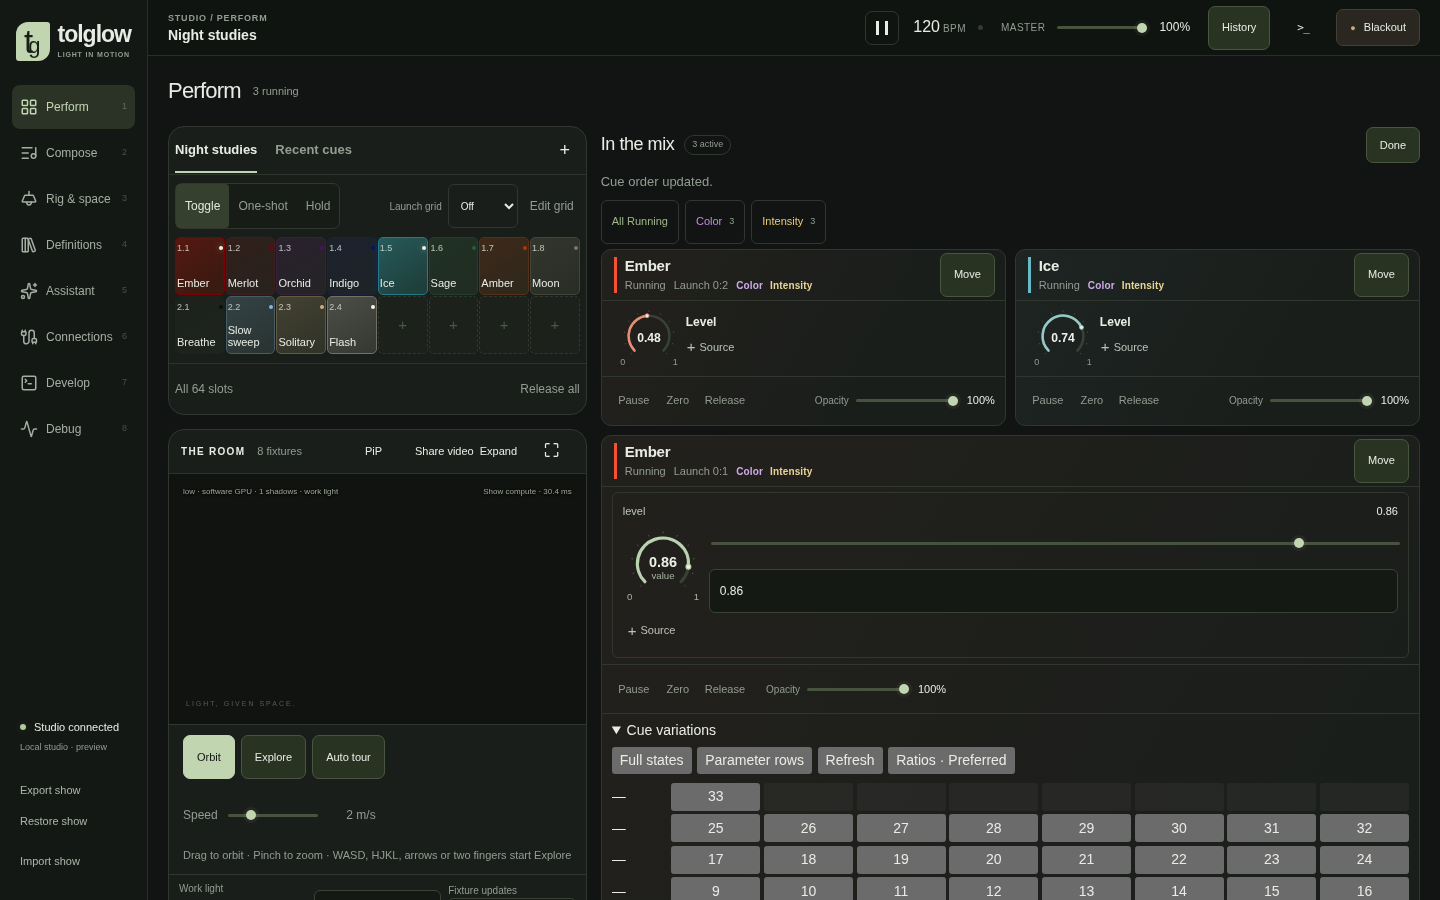 tg tolglow
LIGHT IN MOTION
Perform 1
Compose 2
Rig & space 3
Definitions 4
Assistant 5
Connections 6
Develop 7
Debug 8
Studio connected
Local studio · preview
Export show
Restore show
Import show
STUDIO / PERFORM
Night studies
120 BPM
MASTER
100%
History
>_
Blackout
Perform 3 running
Night studies Recent cues +
Toggle One-shot Hold Launch grid Off Edit grid
1.1 1.2 1.3 1.4 1.5 1.6 1.7 1.8
Ember Merlot Orchid Indigo Ice Sage Amber Moon
2.1 2.2 2.3 2.4
Breathe Slow sweep Solitary Flash + + + +
All 64 slots Release all
THE ROOM 8 fixtures PiP Share video Expand
low · software GPU · 1 shadows · work light Show compute · 30.4 ms
LIGHT, GIVEN SPACE.
Orbit Explore Auto tour
Speed 2 m/s
Drag to orbit · Pinch to zoom · WASD, HJKL, arrows or two fingers start Explore
Work light Fixture updates
In the mix 3 active Done
Cue order updated.
All Running Color 3 Intensity 3
Ember Move
Running Launch 0:2 Color Intensity
0.48 Level
+ Source
0 1
Pause Zero Release Opacity 100%
Ice Move
Running Color Intensity
0.74 Level
+ Source
0 1
Pause Zero Release Opacity 100%
Ember Move
Running Launch 0:1 Color Intensity
level 0.86
0.86
value
0 1
0.86
+ Source
Pause Zero Release Opacity 100%
▼ Cue variations
Full states Parameter rows Refresh Ratios · Preferred
— 33
— 25 26 27 28 29 30 31 32
— 17 18 19 20 21 22 23 24
— 9 10 11 12 13 14 15 16